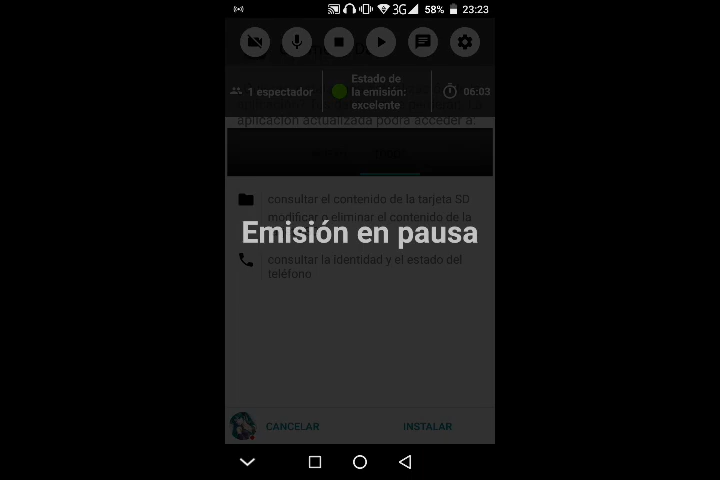 3G 58% 23:23
1 espectador
Estado de
la emisión:
excelente
06:03
aplicación actualizada podrá acceder a:
consultar el contenido de la tarjeta SD
modificar o eliminar el contenido de la
Emisión en pausa
consultar la identidad y el estado del
teléfono
CANCELAR INSTALAR